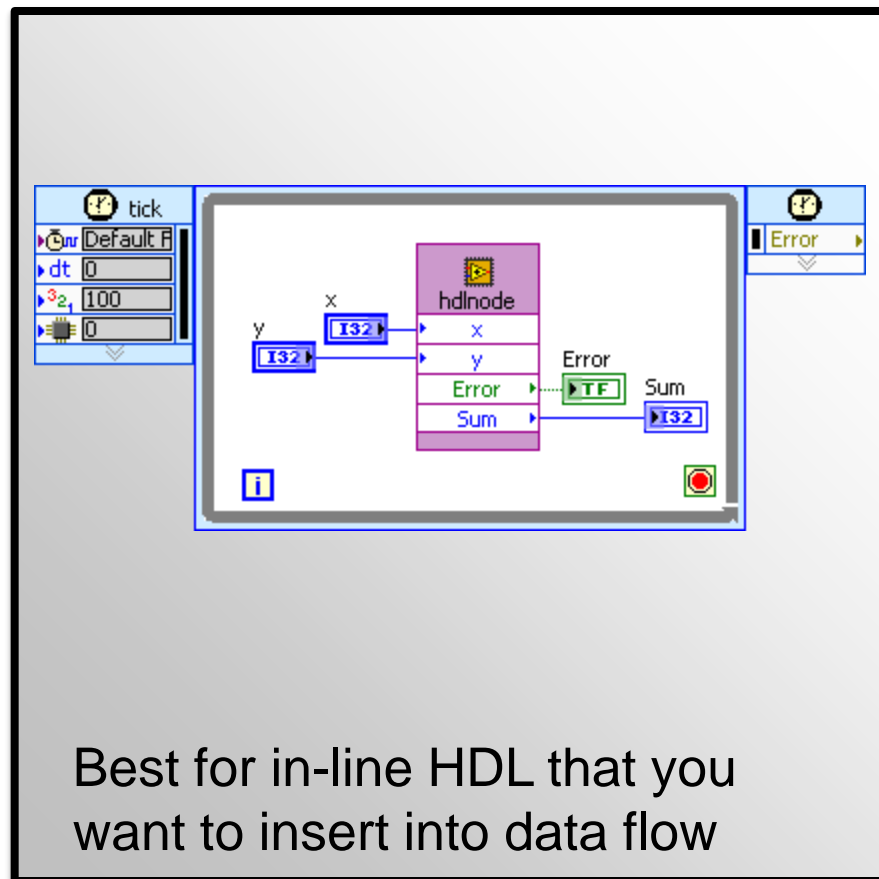 tick
Default F
dt 0
321 100
0
Error
hdlnode
x
y
Error
Sum
x
I32
y
I32
Error
TF
Sum
I32
i
Best for in-line HDL that you
want to insert into data flow